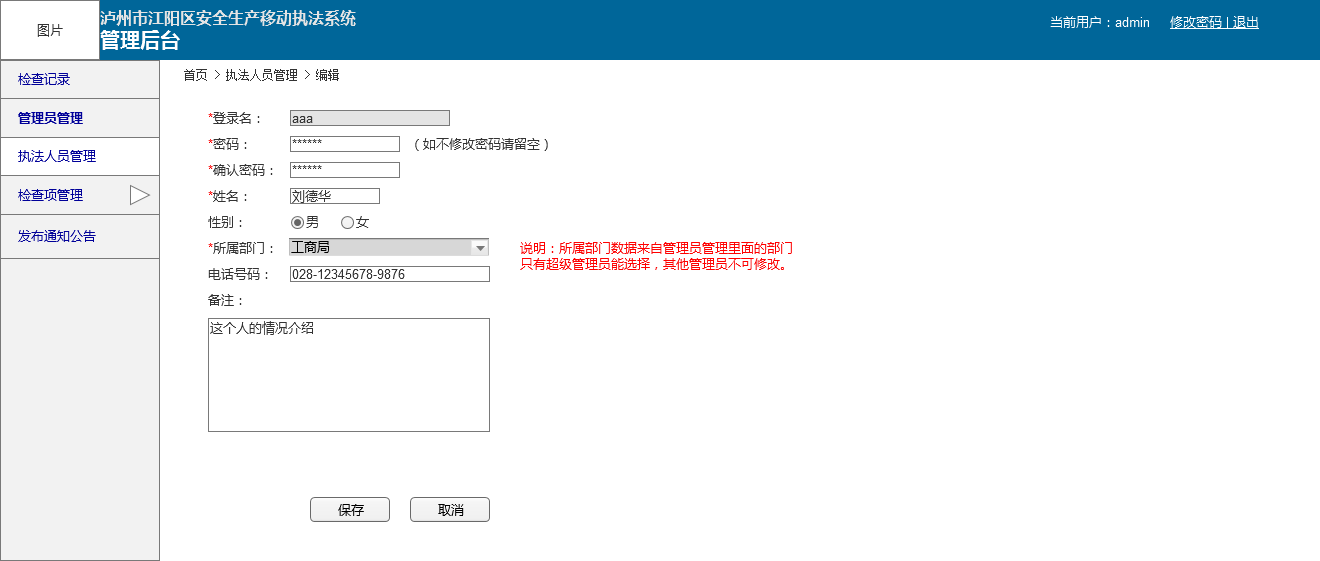 图片
泸州市江阳区安全生产移动执法系统
管理后台
当前用户：admin
修改密码 | 退出
检查记录
管理员管理
执法人员管理
检查项管理
发布通知公告
首页 > 执法人员管理 > 编辑
*登录名： aaa
*密码： ****** （如不修改密码请留空）
*确认密码： ******
*姓名： 刘德华
性别： 男 女
*所属部门： 工商局
说明：所属部门数据来自管理员管理里面的部门
只有超级管理员能选择，其他管理员不可修改。
电话号码： 028-12345678-9876
备注：
这个人的情况介绍
保存 取消